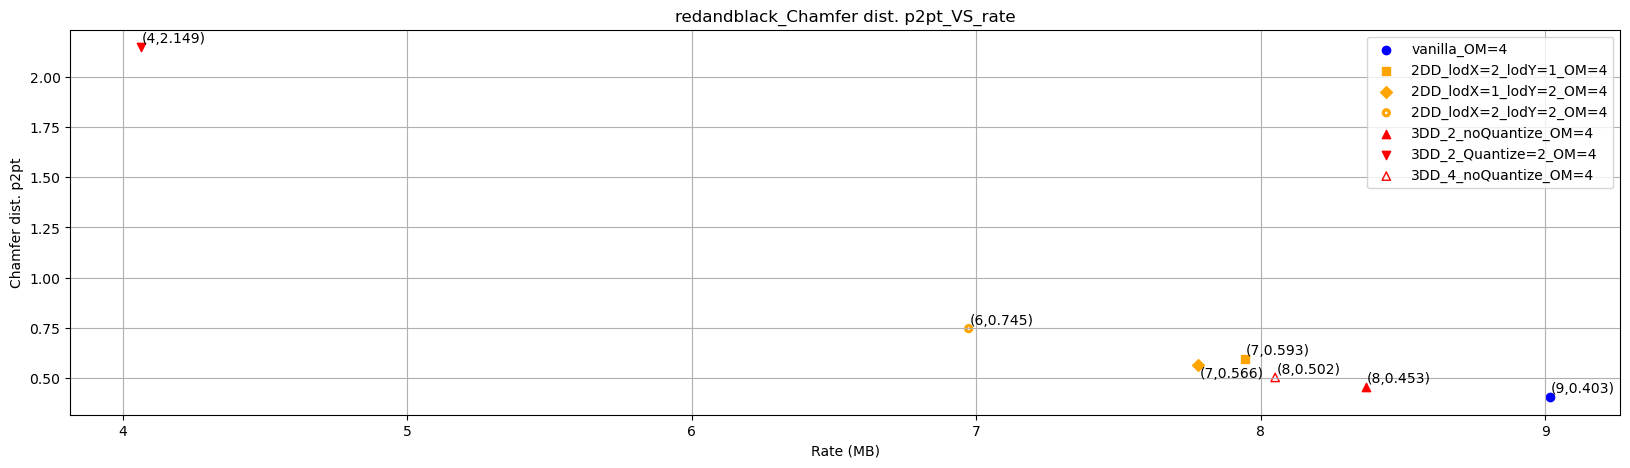 redandblack_Chamfer dist. p2pt_VS_rate
(4,2.149)
vanilla_OM=4
2DD_lodX=2_lodY=1_OM=4
2DD_lodX=1_lodY=2_OM=4
2DD_lodX=2_lodY=2_OM=4
3DD_2_noQuantize_OM=4
3DD_2_Quantize=2_OM=4
3DD_4_noQuantize_OM=4
Chamfer dist. p2pt
2.00
1.75
1.50
1.25
1.00
0.75
0.50
(6,0.745)
(7,0.593)
(7,0.566)
(8,0.502)
(8,0.453)
(9,0.403)
4
5
6
7
8
9
Rate (MB)